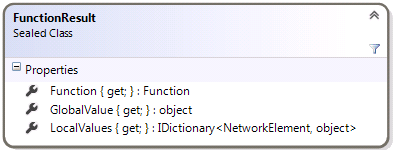 FunctionResult
Sealed Class
Properties
Function { get; } : Function
GlobalValue { get; } : object
LocalValues { get; } : IDictionary<NetworkElement, object>